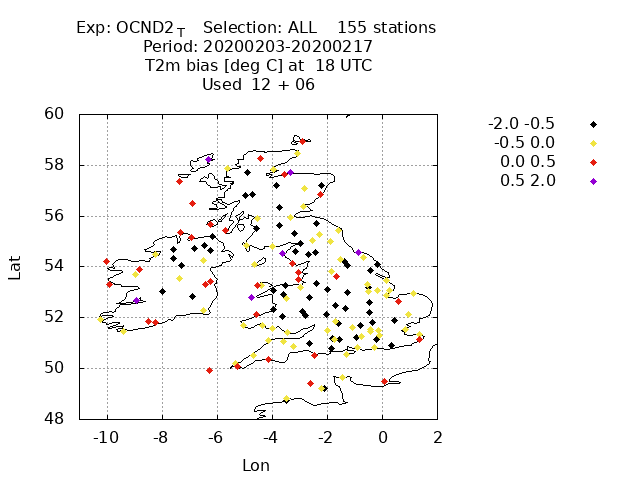 Exp: OCND2T Selection: ALL 155 stations
Period: 20200203-20200217
T2m bias [deg C] at 18 UTC
Used 12 + 06
-2.0 -0.5
-0.5 0.0
0.0 0.5
0.5 2.0
60
58
56
54
52
50
48
Lat
-10 -8 -6 -4 -2 0 2
Lon